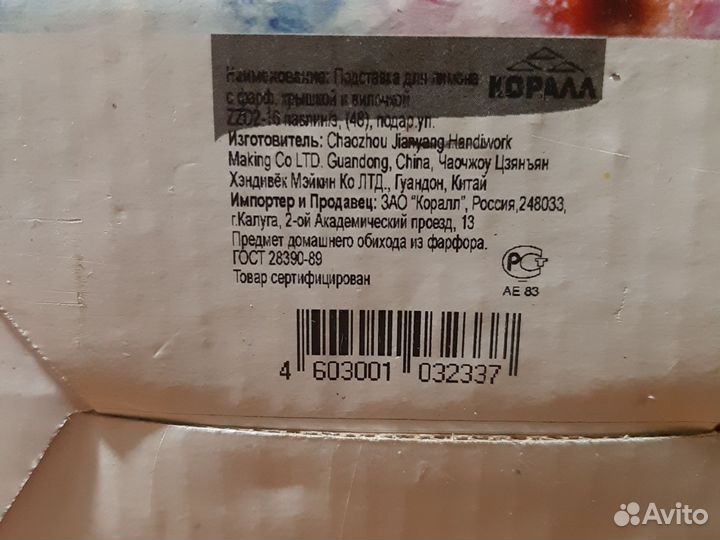 КОРАЛЛ
Наименование: Подставка для лимона
с фарф. крышкой и вилочкой
ZZ02-16 павлин/з, (48), подар.уп.
Изготовитель: Chaozhou Jianyang Handiwork
Making Co LTD. Guandong, China, Чаочжоу Цзянъян
Хэндивёк Мэйкин Ко ЛТД., Гуандон, Китай
Импортер и Продавец: ЗАО "Коралл", Россия,248033,
г.Калуга, 2-ой Академический проезд, 13
Предмет домашнего обихода из фарфора.
ГОСТ 28390-89
Товар сертифицирован
РСТ
АЕ 83
4 603001 032337
Avito